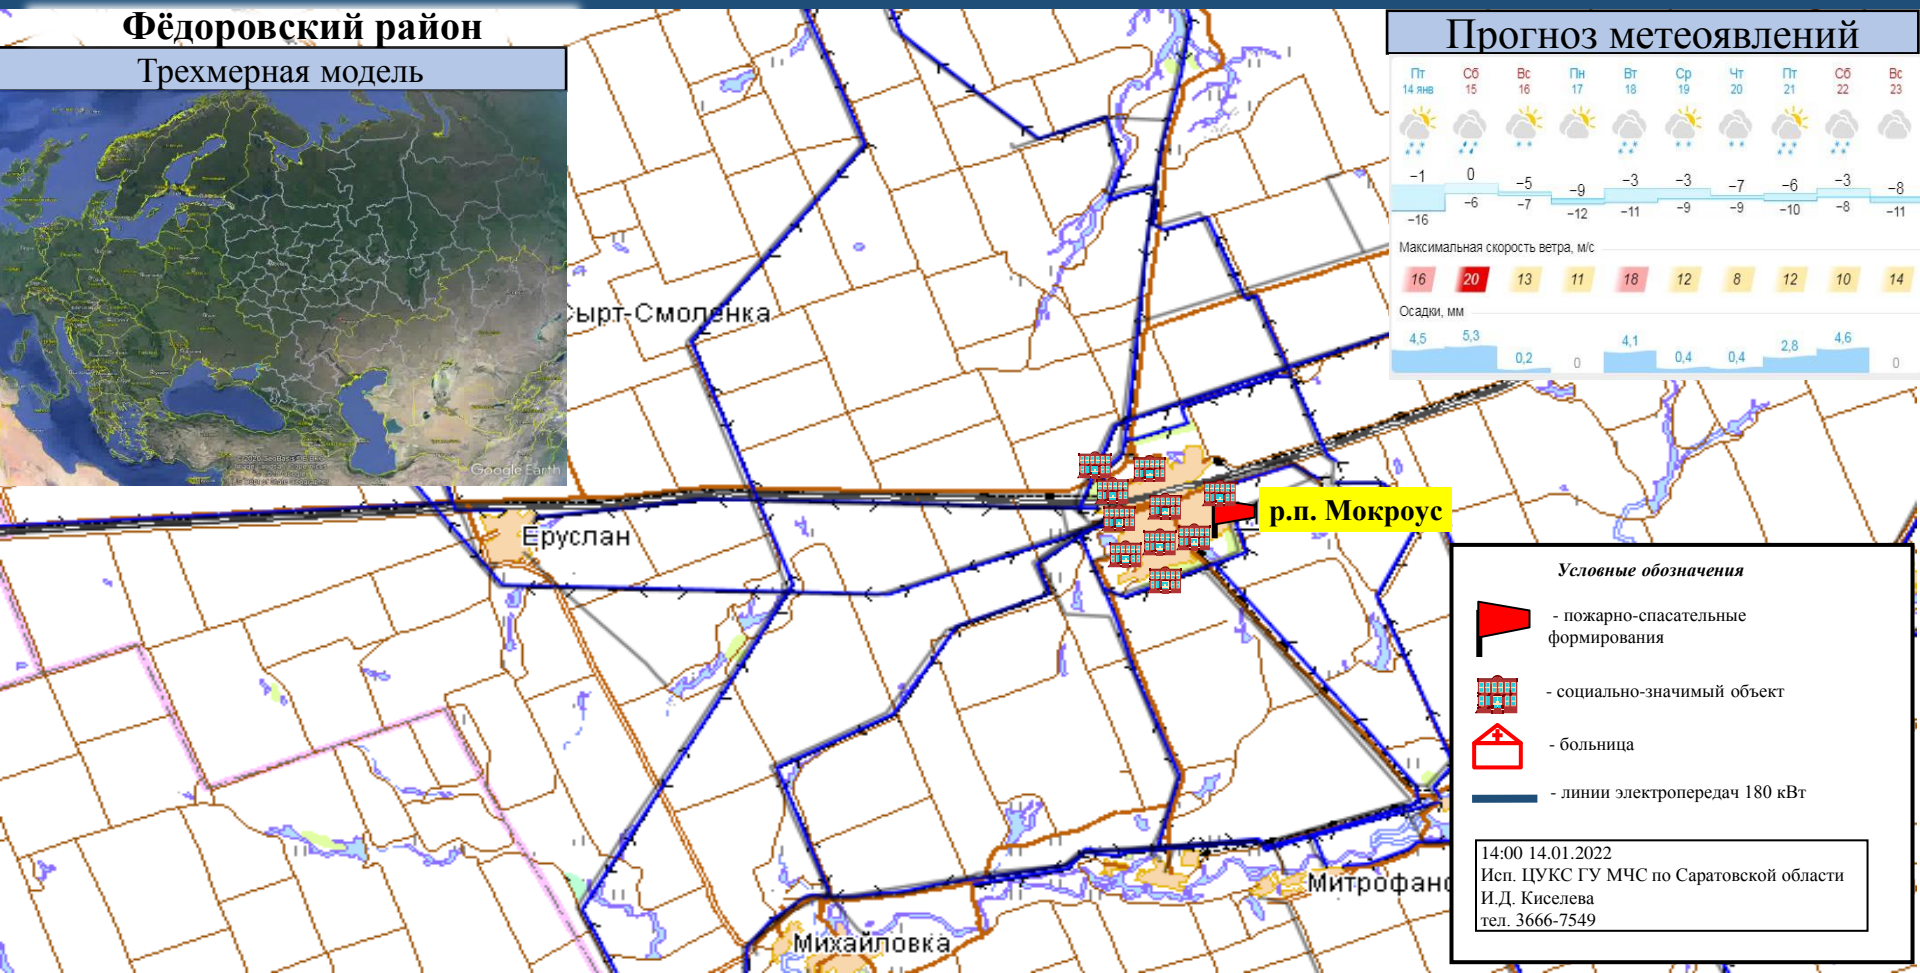 Фёдоровский район
Трехмерная модель
Google Earth
Прогноз метеоявлений
Пт Сб Вс Пн Вт Ср Чт Пт Сб Вс
14 янв 15 16 17 18 19 20 21 22 23
−1 0 −5 −9 −3 −3 −7 −6 −3 −8
−16 −6 −7 −12 −11 −9 −9 −10 −8 −11
Максимальная скорость ветра, м/с
16 20 13 11 18 12 8 12 10 14
Осадки, мм
4,5 5,3 0,2 0 4,1 0,4 0,4 2,8 4,6 0
сырт-Смоленка
Еруслан
р.п. Мокроус
Митрофано
Михайловка
Условные обозначения
- пожарно-спасательные
формирования
- социально-значимый объект
- больница
- линии электропередач 180 кВт
14:00 14.01.2022
Исп. ЦУКС ГУ МЧС по Саратовской области
И.Д. Киселева
тел. 3666-7549